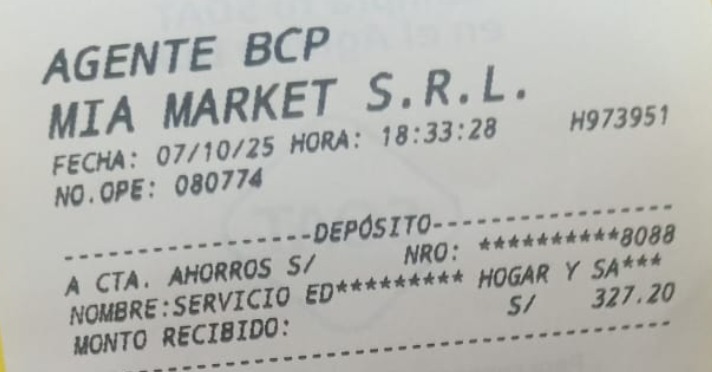 AGENTE BCP
MIA MARKET S.R.L.
FECHA: 07/10/25 HORA: 18:33:28 H973951
NO.OPE: 080774
------------------DEPÓSITO------------------
A CTA. AHORROS S/ NRO: **********8088
NOMBRE:SERVICIO ED********* HOGAR Y SA***
MONTO RECIBIDO: S/ 327.20
--------------------------------------------